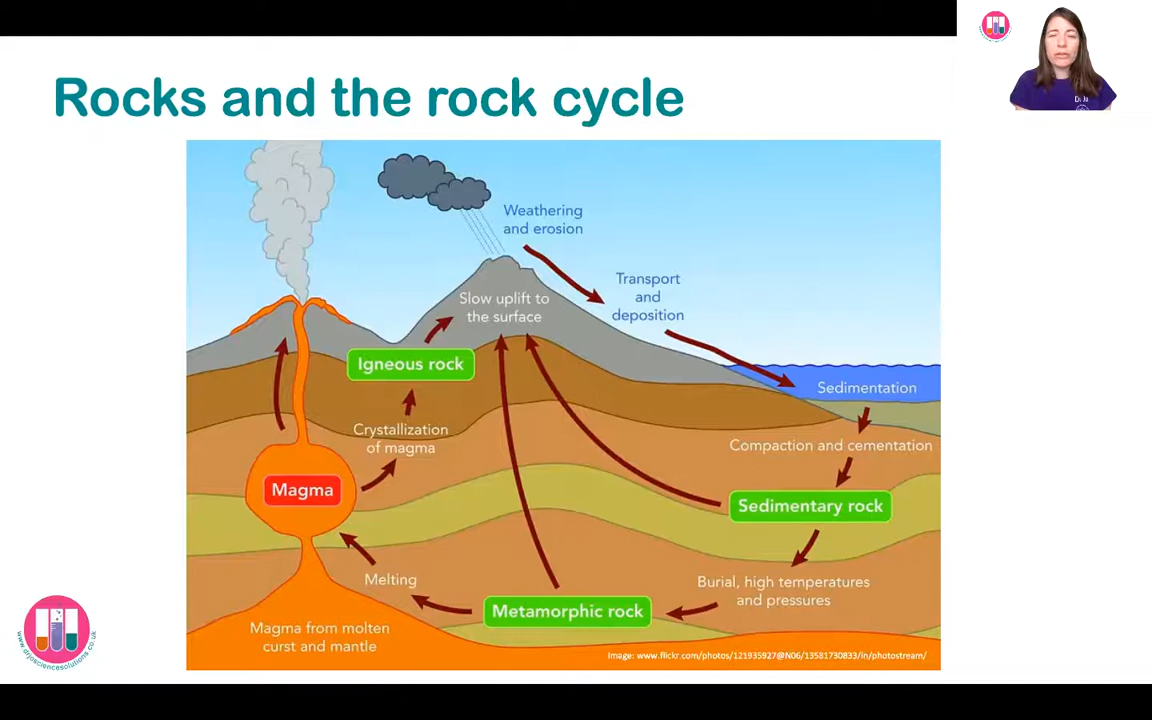 Rocks and the rock cycle
Weathering
and erosion
Transport
and
deposition
Slow uplift to
the surface
Igneous rock
Sedimentation
Crystallization
of magma
Compaction and cementation
Magma
Sedimentary rock
Melting
Burial, high temperatures
and pressures
Metamorphic rock
Magma from molten
curst and mantle
Image: www.flickr.com/photos/121935927@N06/13581730833/in/photostream/
www.drjosciencesolutions.co.uk